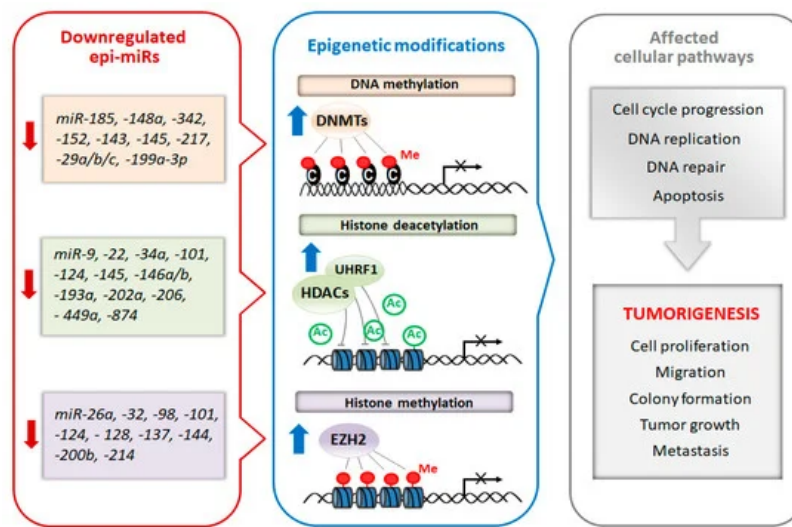 Downregulated
epi-miRs
miR-185, -148a, -342,
-152, -143, -145, -217,
-29a/b/c, -199a-3p
miR-9, -22, -34a, -101,
-124, -145, -146a/b,
-193a, -202a, -206,
- 449a, -874
miR-26a, -32, -98, -101,
-124, - 128, -137, -144,
-200b, -214
Epigenetic modifications
DNA methylation
DNMTs
Me
C C C C
Histone deacetylation
UHRF1
HDACs
Ac Ac Ac Ac
Histone methylation
EZH2
Me
Affected
cellular pathways
Cell cycle progression
DNA replication
DNA repair
Apoptosis
TUMORIGENESIS
Cell proliferation
Migration
Colony formation
Tumor growth
Metastasis